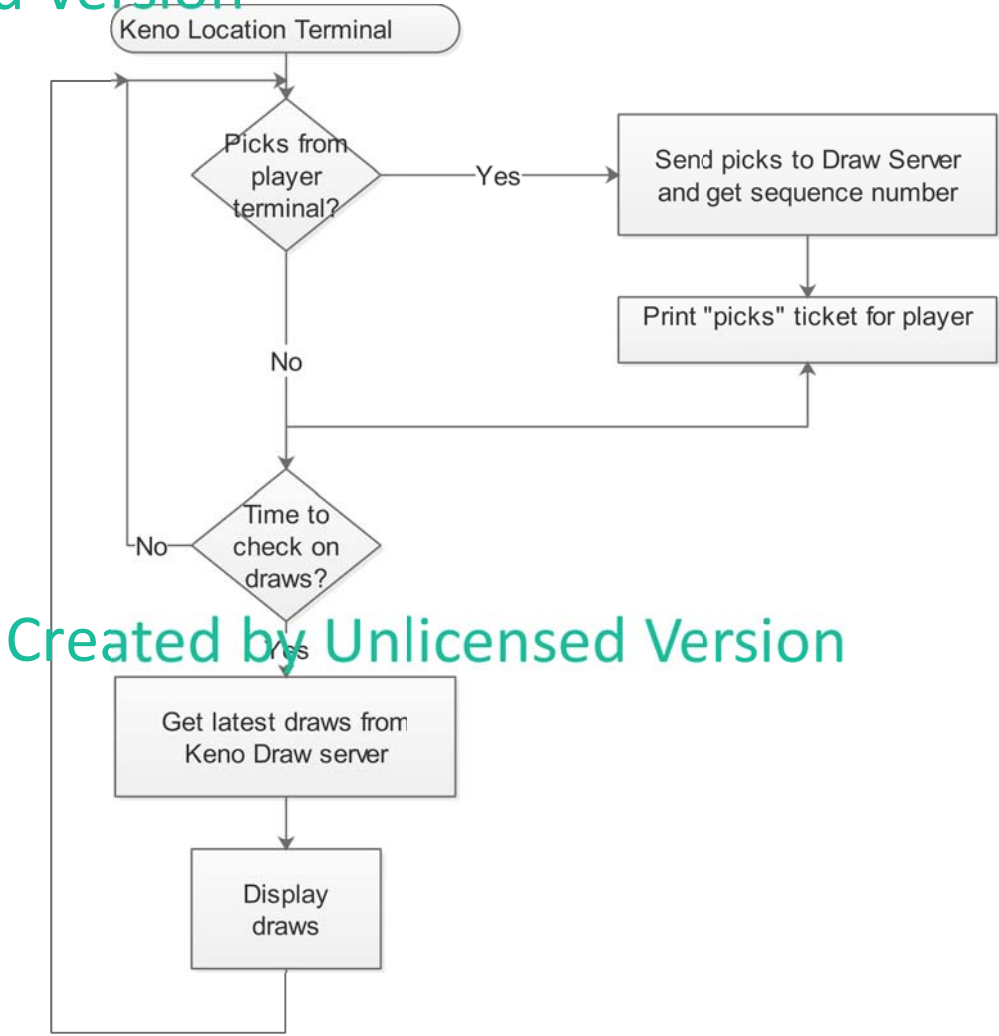 Version
Keno Location Terminal
Picks from
player
terminal?
Yes
Send picks to Draw Server
and get sequence number
Print "picks" ticket for player
No
Time to
check on
draws?
No
Created by Unlicensed Version
Yes
Get latest draws from
Keno Draw server
Display
draws